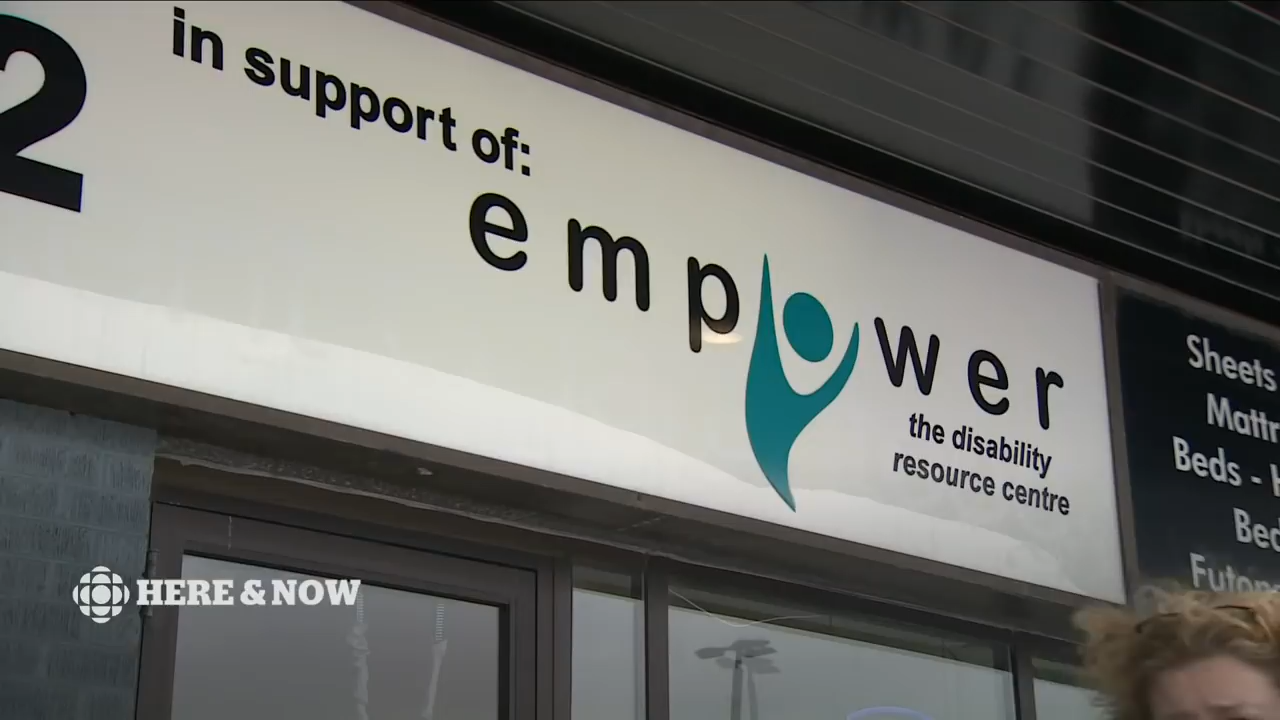 2
in support of:
empower
the disability
resource centre
Sheets
Beds -
HERE & NOW